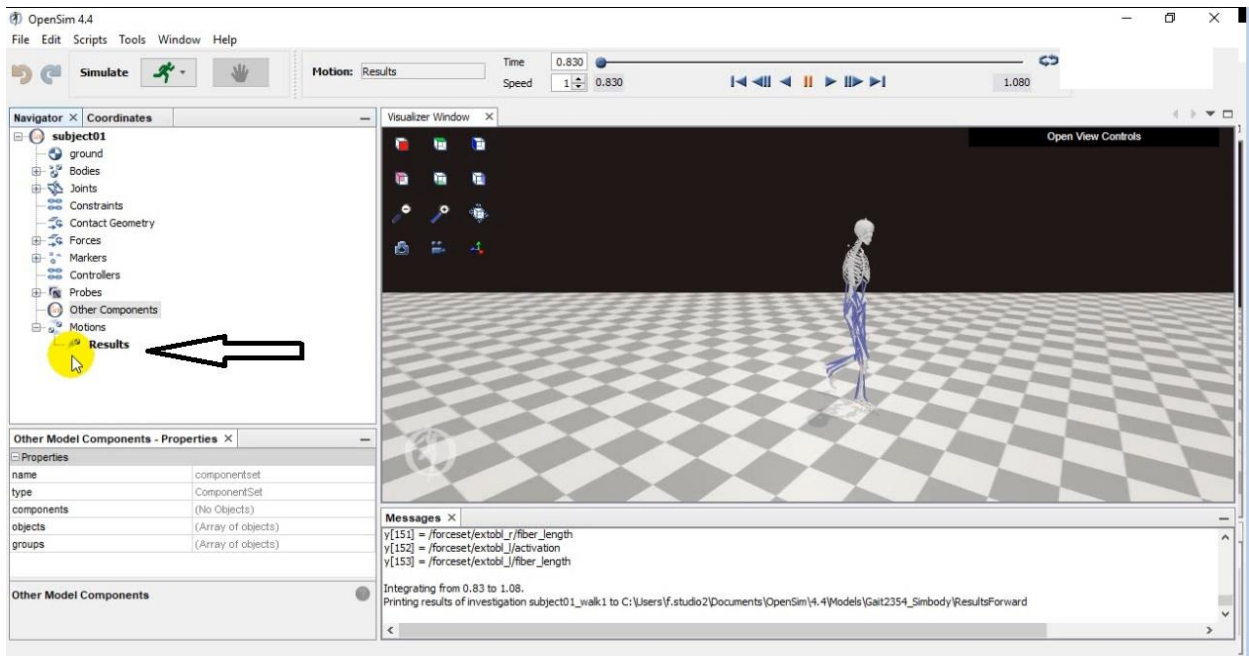 OpenSim 4.4
File Edit Scripts Tools Window Help
Simulate
Motion: Results
Time 0.830
Speed 1 0.830
1.080
Navigator × Coordinates
subject01
ground
Bodies
Joints
Constraints
Contact Geometry
Forces
Markers
Controllers
Probes
Other Components
Motions
Results
Other Model Components - Properties ×
Properties
name componentset
type ComponentSet
components (No Objects)
objects (Array of objects)
groups (Array of objects)
Other Model Components
Visualizer Window ×
Open View Controls
Messages ×
y[151] = /forceset/extobl_r/fiber_length
y[152] = /forceset/extobl_l/activation
y[153] = /forceset/extobl_l/fiber_length
Integrating from 0.83 to 1.08.
Printing results of investigation subject01_walk1 to C:\Users\f.studio2\Documents\OpenSim\4.4\Models\Gait2354_Simbody\ResultsForward